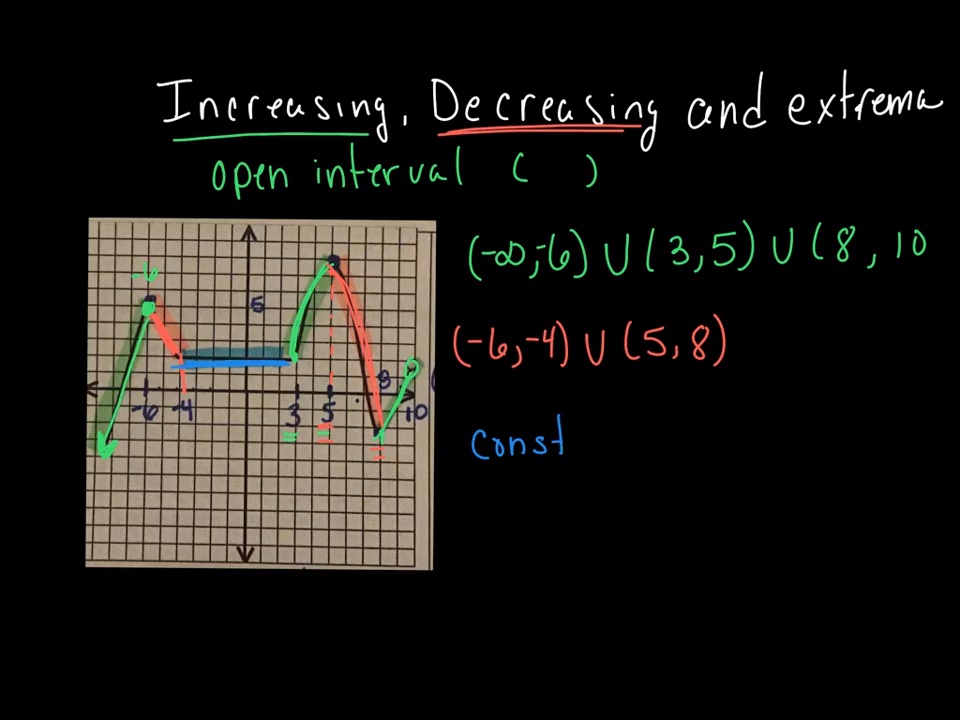 Increasing, Decreasing and extrema
open interval ( )
(-∞,-6) ∪ (3,5) ∪ (8, 10
-6
5
(-6,-4) ∪ (5,8)
8
-6 -4 3 5 10
const